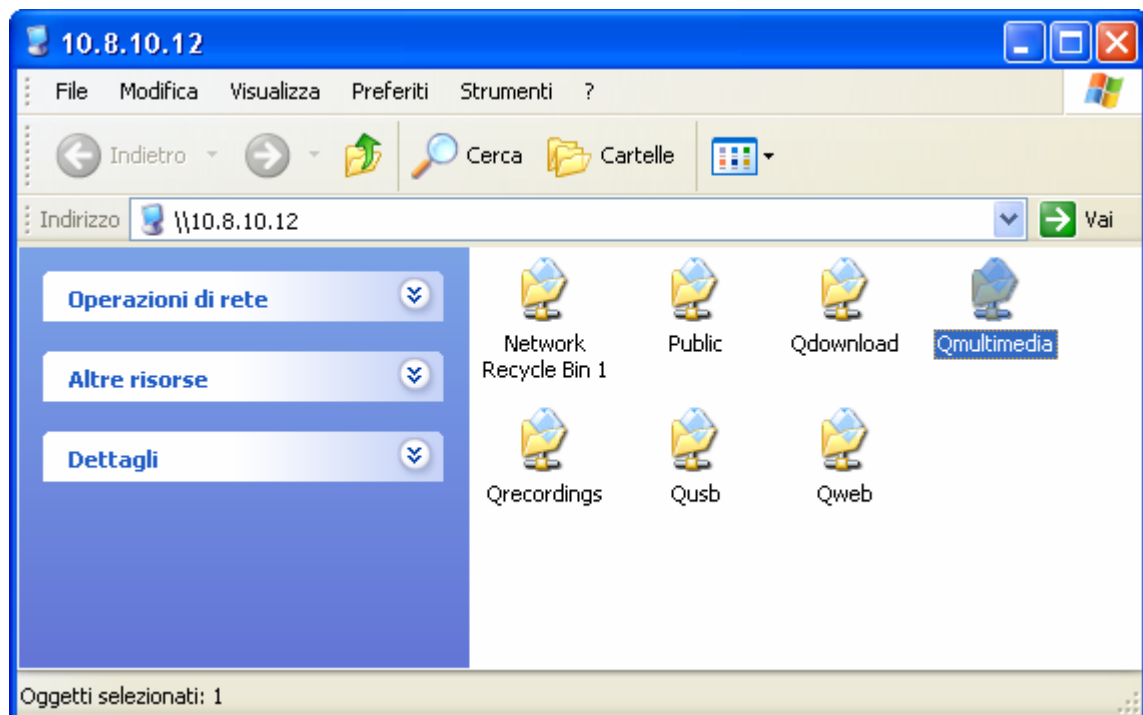 10.8.10.12
File Modifica Visualizza Preferiti Strumenti ?
Indietro Cerca Cartelle
Indirizzo \\10.8.10.12 Vai
Operazioni di rete
Altre risorse
Dettagli
Network
Recycle Bin 1
Public
Qdownload
Qmultimedia
Qrecordings
Qusb
Qweb
Oggetti selezionati: 1